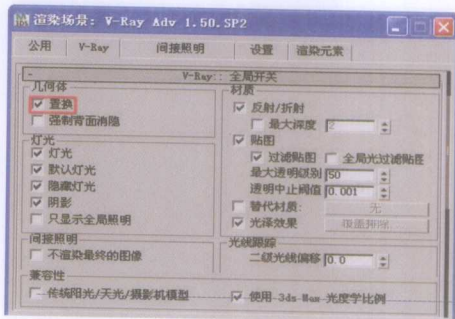 渲染场景: V-Ray Adv 1.50.SP2
公用 V-Ray 间接照明 设置 渲染元素
- V-Ray:: 全局开关
几何体
置换
强制背面消隐
灯光
灯光
默认灯光
隐藏灯光
阴影
只显示全局照明
间接照明
不渲染最终的图像
兼容性
传统阳光/天光/摄影机模型
材质
反射/折射
最大深度 2
贴图
过滤贴图 全局光过滤贴图
最大透明级别 50
透明中止阈值 0.001
替代材质: 无
光泽效果 覆盖排除
光线跟踪
二级光线偏移 0.0
使用 3ds Max 光度学比例